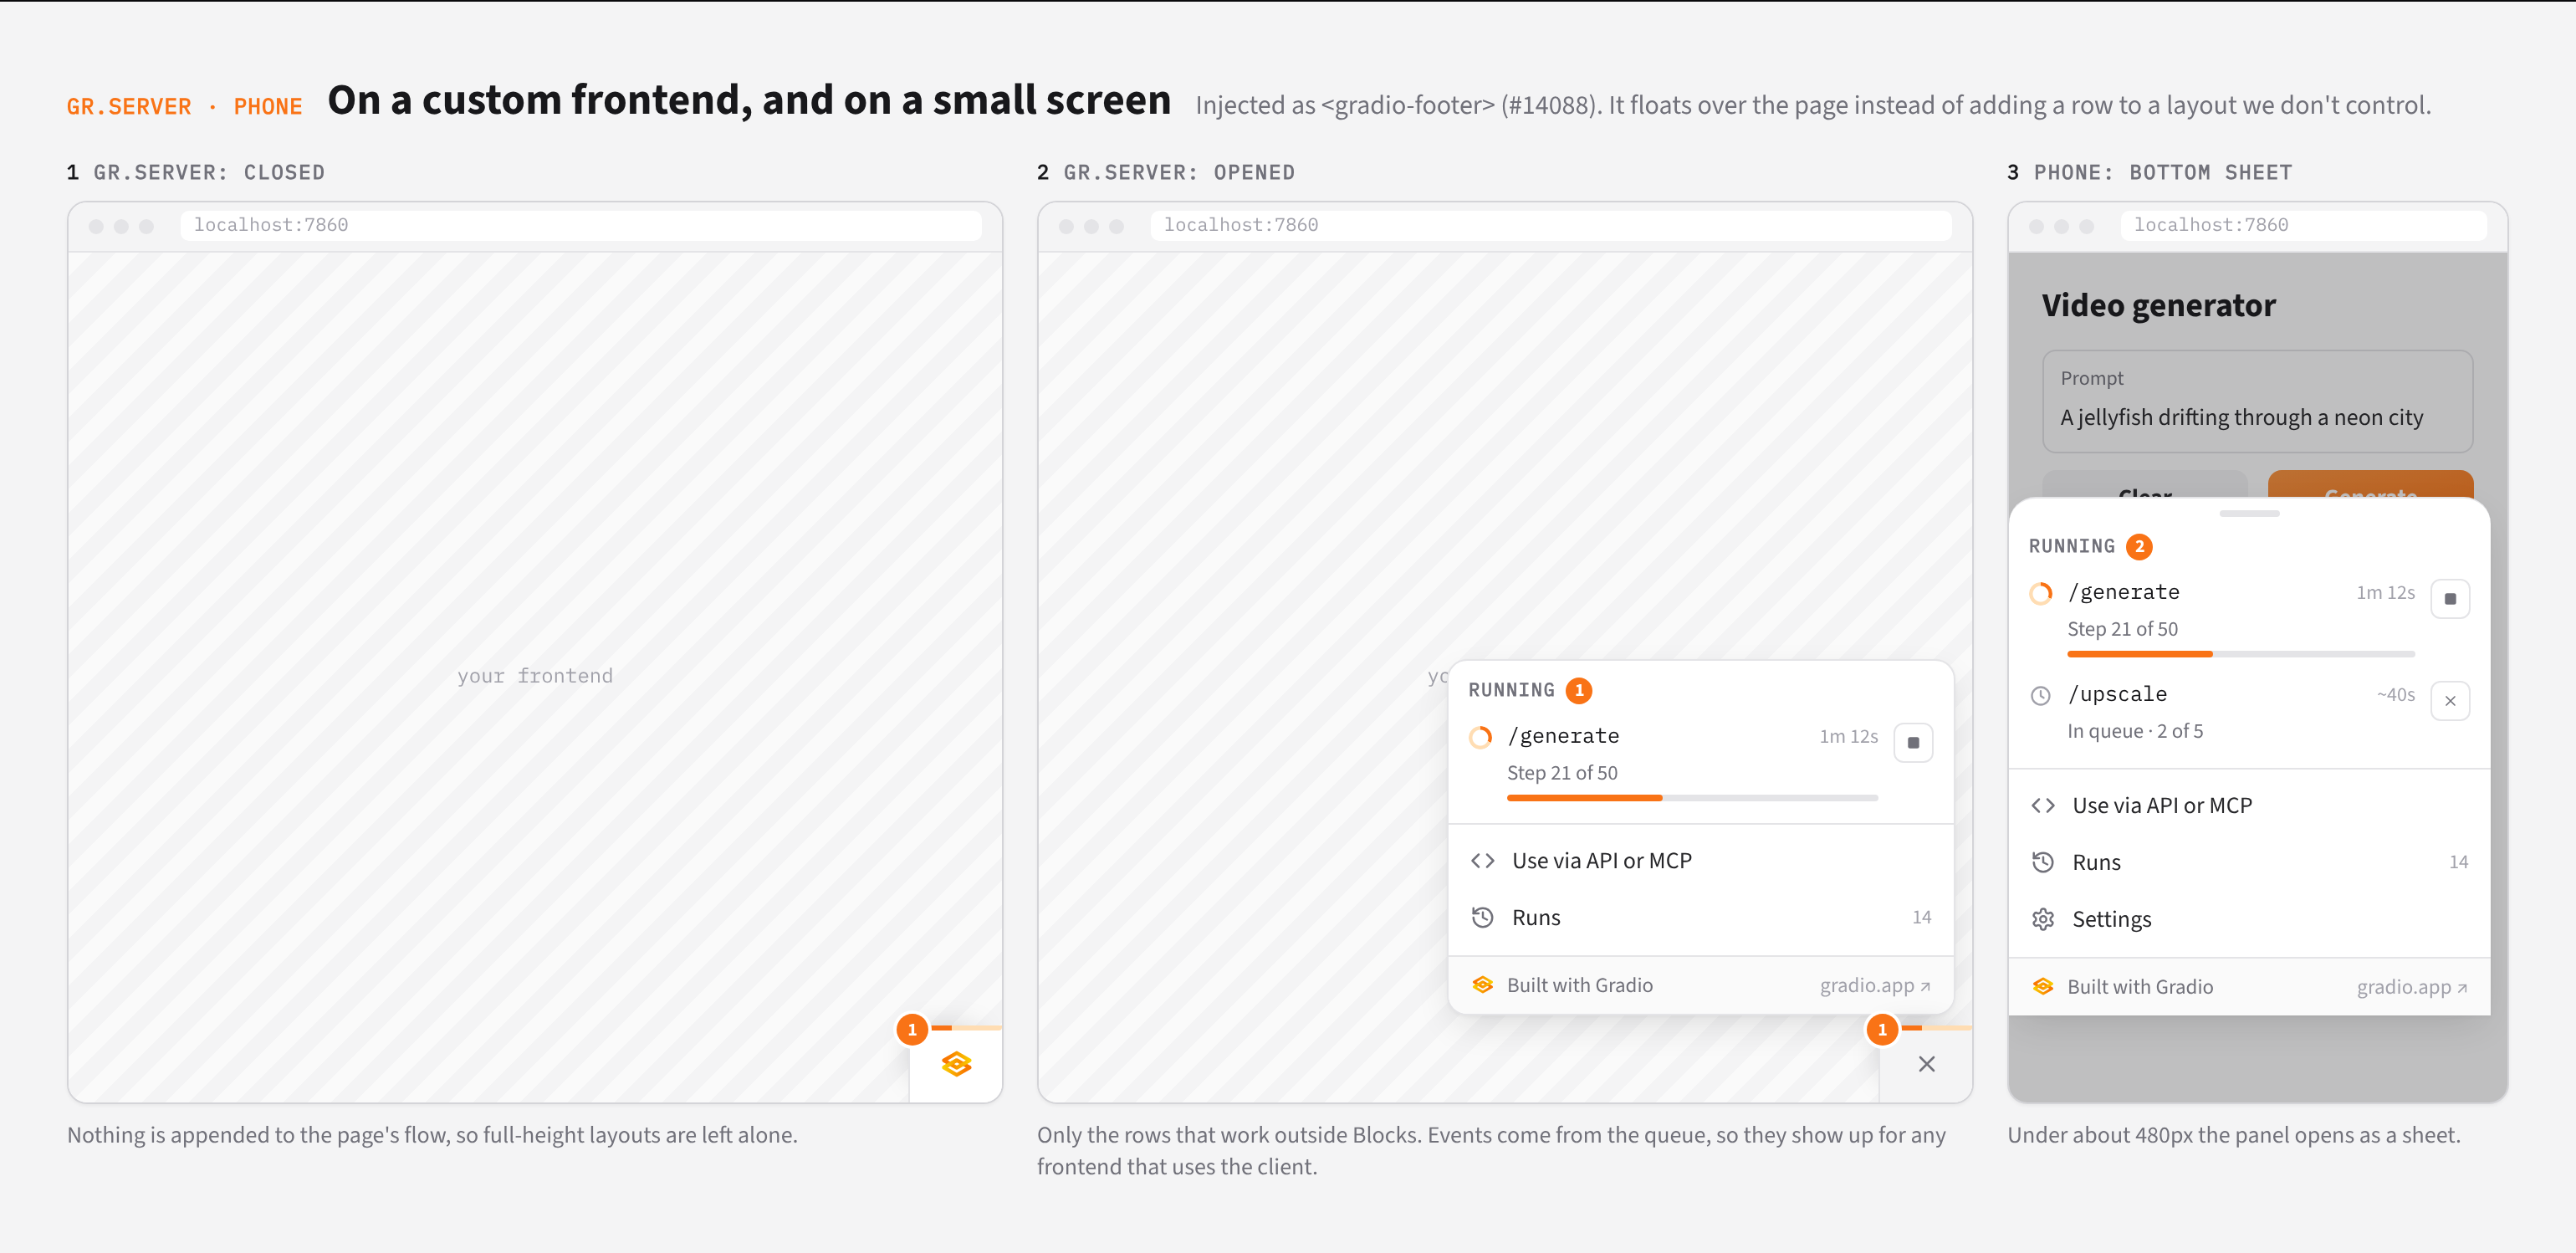 GR.SERVER · PHONE On a custom frontend, and on a small screen Injected as <gradio-footer> (#14088). It floats over the page instead of adding a row to a layout we don't control.
1 GR.SERVER: CLOSED
localhost:7860
your frontend
1
Nothing is appended to the page's flow, so full-height layouts are left alone.
2 GR.SERVER: OPENED
localhost:7860
RUNNING 1
/generate 1m 12s
Step 21 of 50
Use via API or MCP
Runs 14
Built with Gradio gradio.app ↗
1
Only the rows that work outside Blocks. Events come from the queue, so they show up for any
frontend that uses the client.
3 PHONE: BOTTOM SHEET
localhost:7860
Video generator
Prompt
A jellyfish drifting through a neon city
Clear Generate
RUNNING 2
/generate 1m 12s
Step 21 of 50
/upscale ~40s
In queue · 2 of 5
Use via API or MCP
Runs 14
Settings
Built with Gradio gradio.app ↗
Under about 480px the panel opens as a sheet.